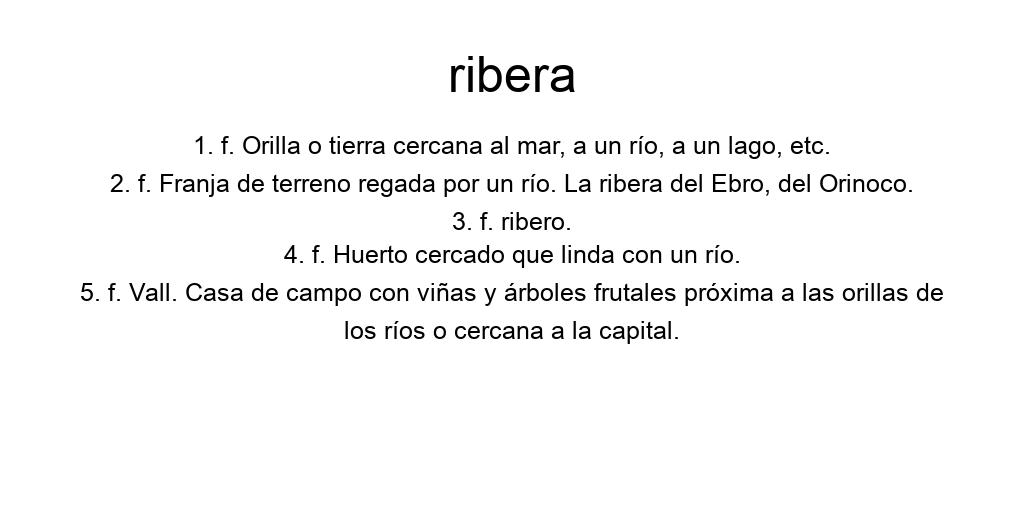 ribera
1. f. Orilla o tierra cercana al mar, a un río, a un lago, etc.
2. f. Franja de terreno regada por un río. La ribera del Ebro, del Orinoco.
3. f. ribero.
4. f. Huerto cercado que linda con un río.
5. f. Vall. Casa de campo con viñas y árboles frutales próxima a las orillas de
los ríos o cercana a la capital.